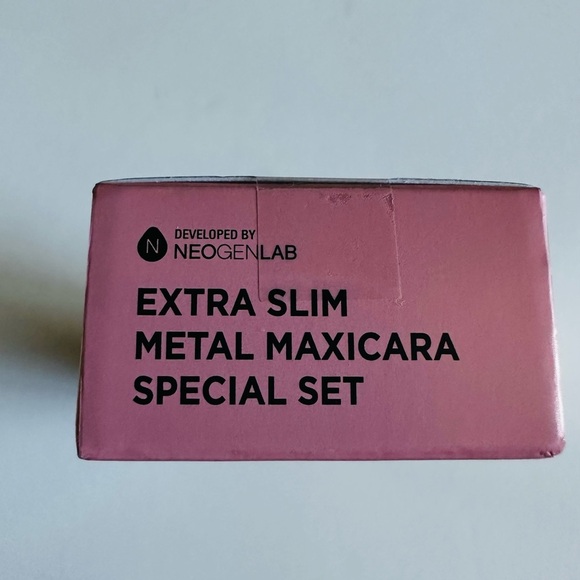 N
DEVELOPED BY
NEOGENLAB
EXTRA SLIM
METAL MAXICARA
SPECIAL SET